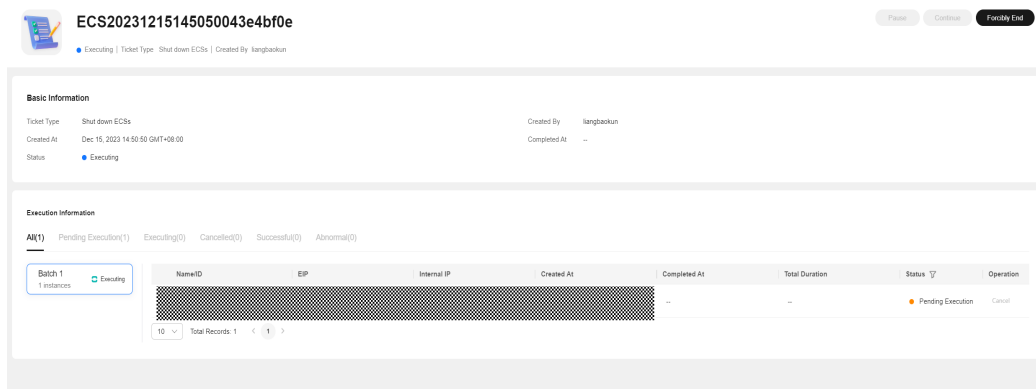 ECS20231215145050043e4bf0e
Pause Continue Forcibly End
Executing | Ticket Type Shut down ECSs | Created By liangbaokun
Basic Information
Ticket Type Shut down ECSs Created By liangbaokun
Created At Dec 15, 2023 14:50:50 GMT+08:00 Completed At --
Status Executing
Execution Information
All(1) Pending Execution(1) Executing(0) Cancelled(0) Successful(0) Abnormal(0)
Batch 1 Executing
1 instances
Name/ID EIP Internal IP Created At Completed At Total Duration Status Operation
-- -- Pending Execution Cancel
10 Total Records: 1 < 1 >